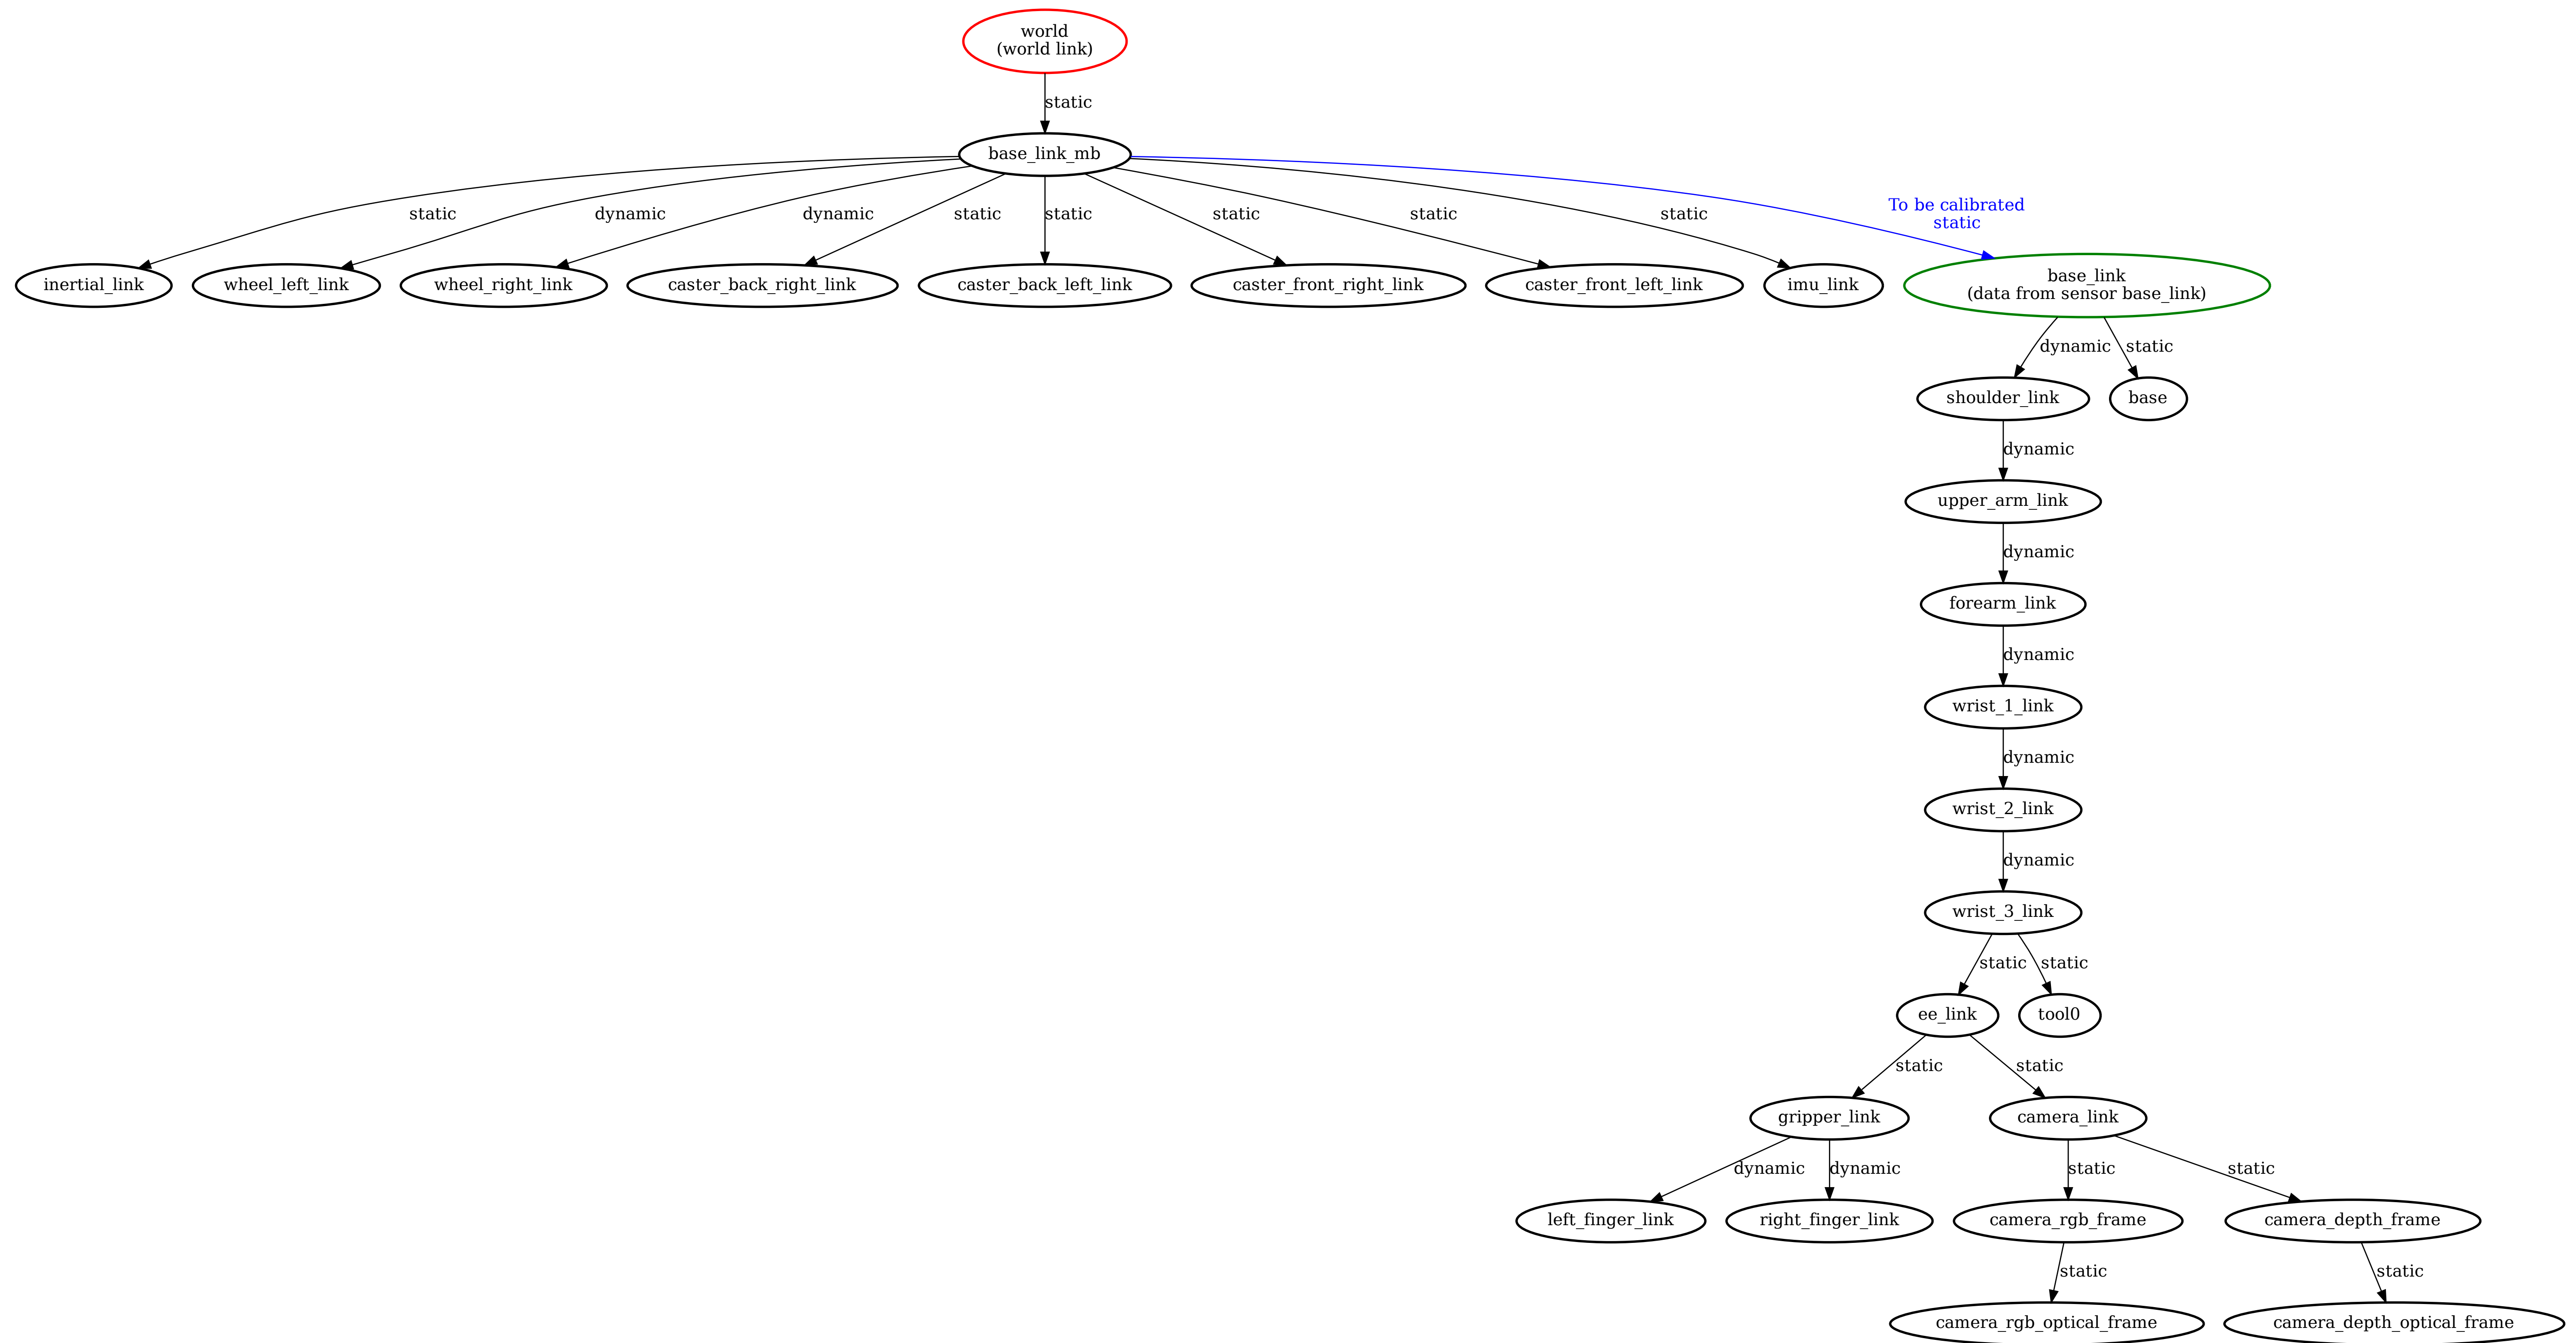 world
(world link)
static
base_link_mb
static
dynamic
dynamic
static
static
static
static
static
To be calibrated
static
inertial_link
wheel_left_link
wheel_right_link
caster_back_right_link
caster_back_left_link
caster_front_right_link
caster_front_left_link
imu_link
base_link
(data from sensor base_link)
dynamic
static
shoulder_link
base
dynamic
upper_arm_link
dynamic
forearm_link
dynamic
wrist_1_link
dynamic
wrist_2_link
dynamic
wrist_3_link
static
static
ee_link
tool0
static
static
gripper_link
camera_link
dynamic
dynamic
static
static
left_finger_link
right_finger_link
camera_rgb_frame
camera_depth_frame
static
static
camera_rgb_optical_frame
camera_depth_optical_frame